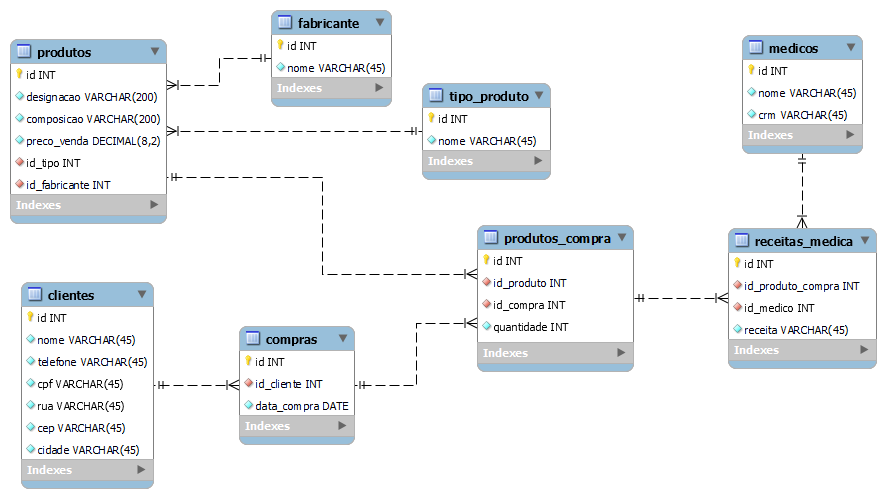 fabricante
id INT
nome VARCHAR(45)
Indexes
produtos
id INT
designacao VARCHAR(200)
composicao VARCHAR(200)
preco_venda DECIMAL(8,2)
id_tipo INT
id_fabricante INT
Indexes
tipo_produto
id INT
nome VARCHAR(45)
Indexes
medicos
id INT
nome VARCHAR(45)
crm VARCHAR(45)
Indexes
produtos_compra
id INT
id_produto INT
id_compra INT
quantidade INT
Indexes
receitas_medica
id INT
id_produto_compra INT
id_medico INT
receita VARCHAR(45)
Indexes
clientes
id INT
nome VARCHAR(45)
telefone VARCHAR(45)
cpf VARCHAR(45)
rua VARCHAR(45)
cep VARCHAR(45)
cidade VARCHAR(45)
Indexes
compras
id INT
id_cliente INT
data_compra DATE
Indexes